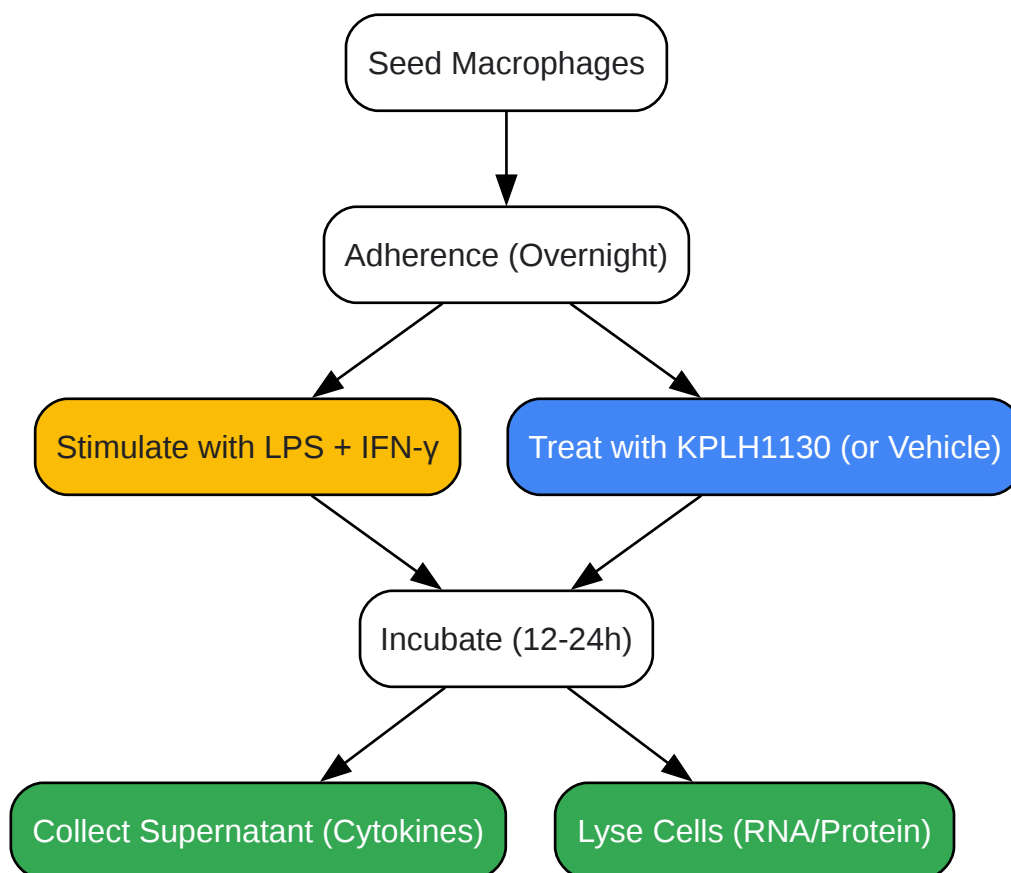 Seed Macrophages
Adherence (Overnight)
Stimulate with LPS + IFN-γ
Treat with KPLH1130 (or Vehicle)
Incubate (12-24h)
Collect Supernatant (Cytokines)
Lyse Cells (RNA/Protein)